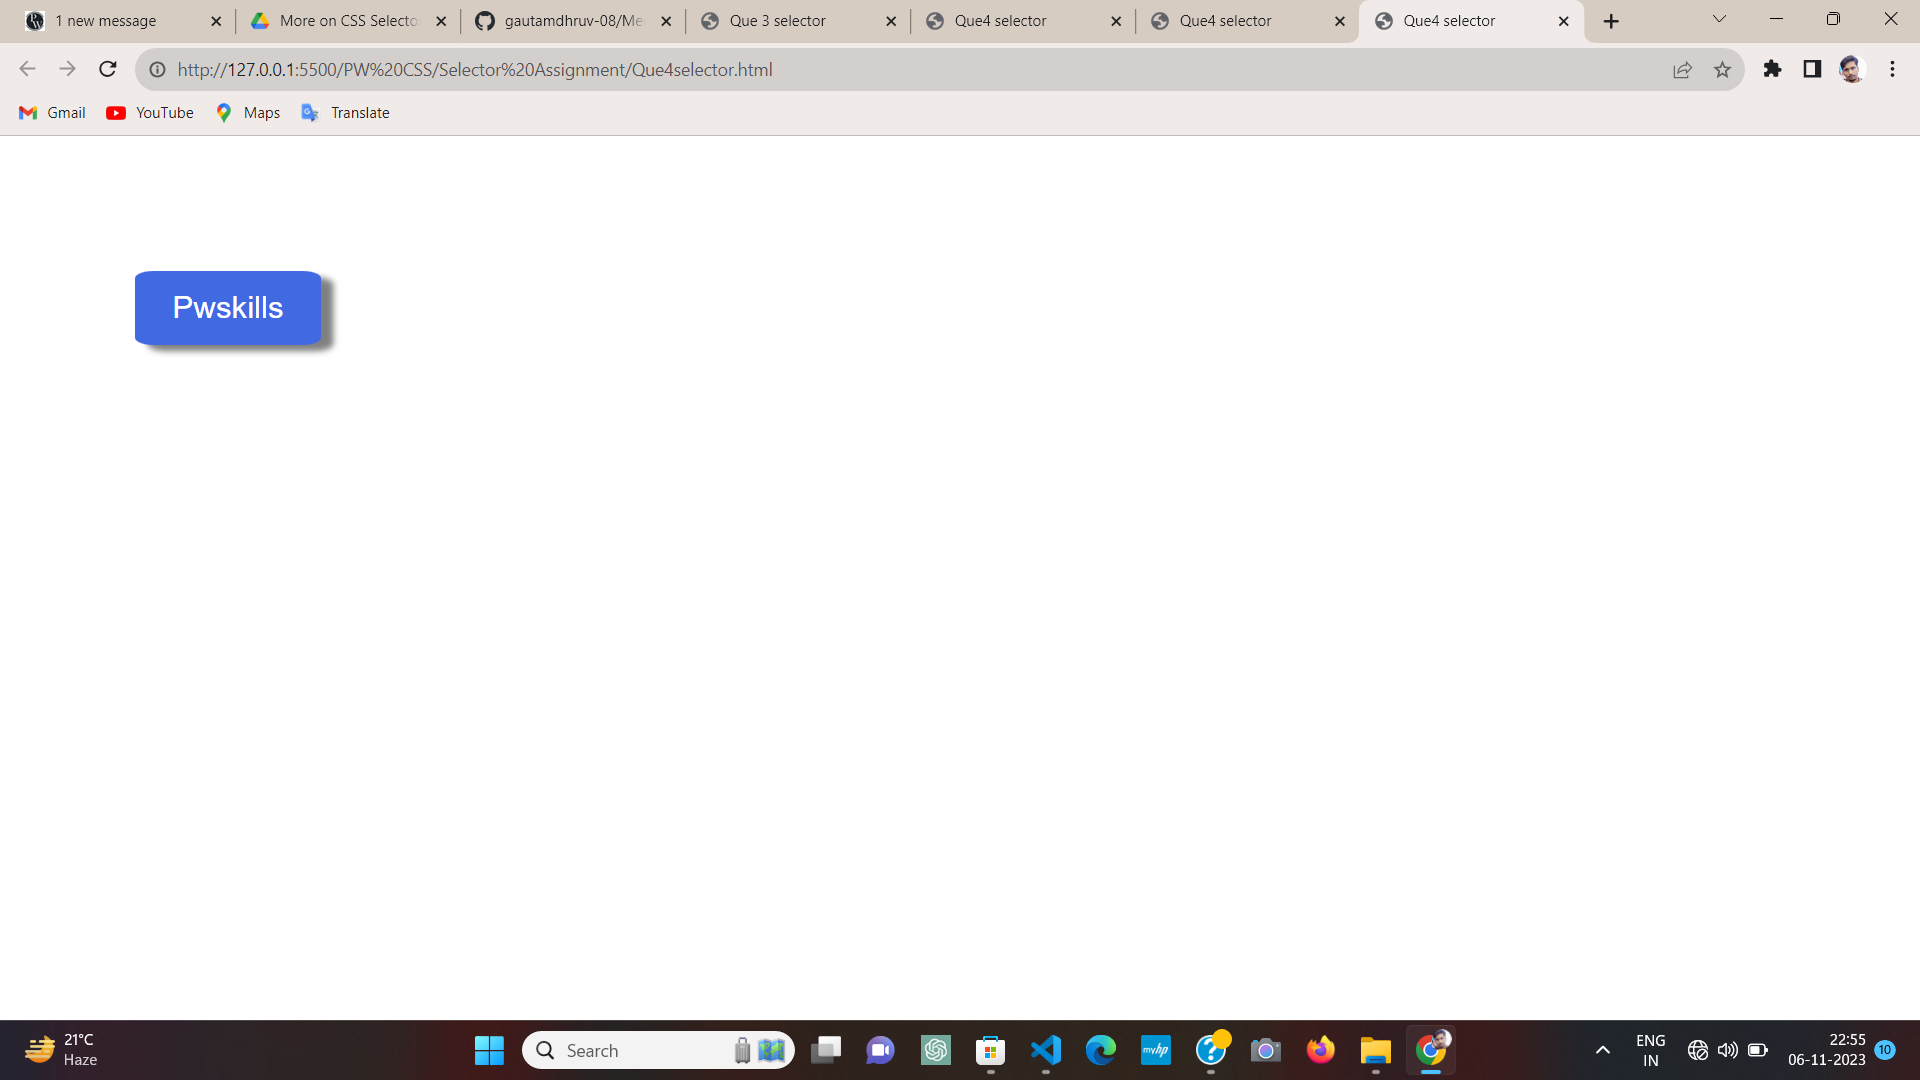 1 new message
More on CSS Selecto
gautamdhruv-08/Me
Que 3 selector
Que4 selector
Que4 selector
Que4 selector
http://127.0.0.1:5500/PW%20CSS/Selector%20Assignment/Que4selector.html
Gmail
YouTube
Maps
Translate
Pwskills
21°C
Haze
Search
myhp
ENG
IN
22:55
06-11-2023
10